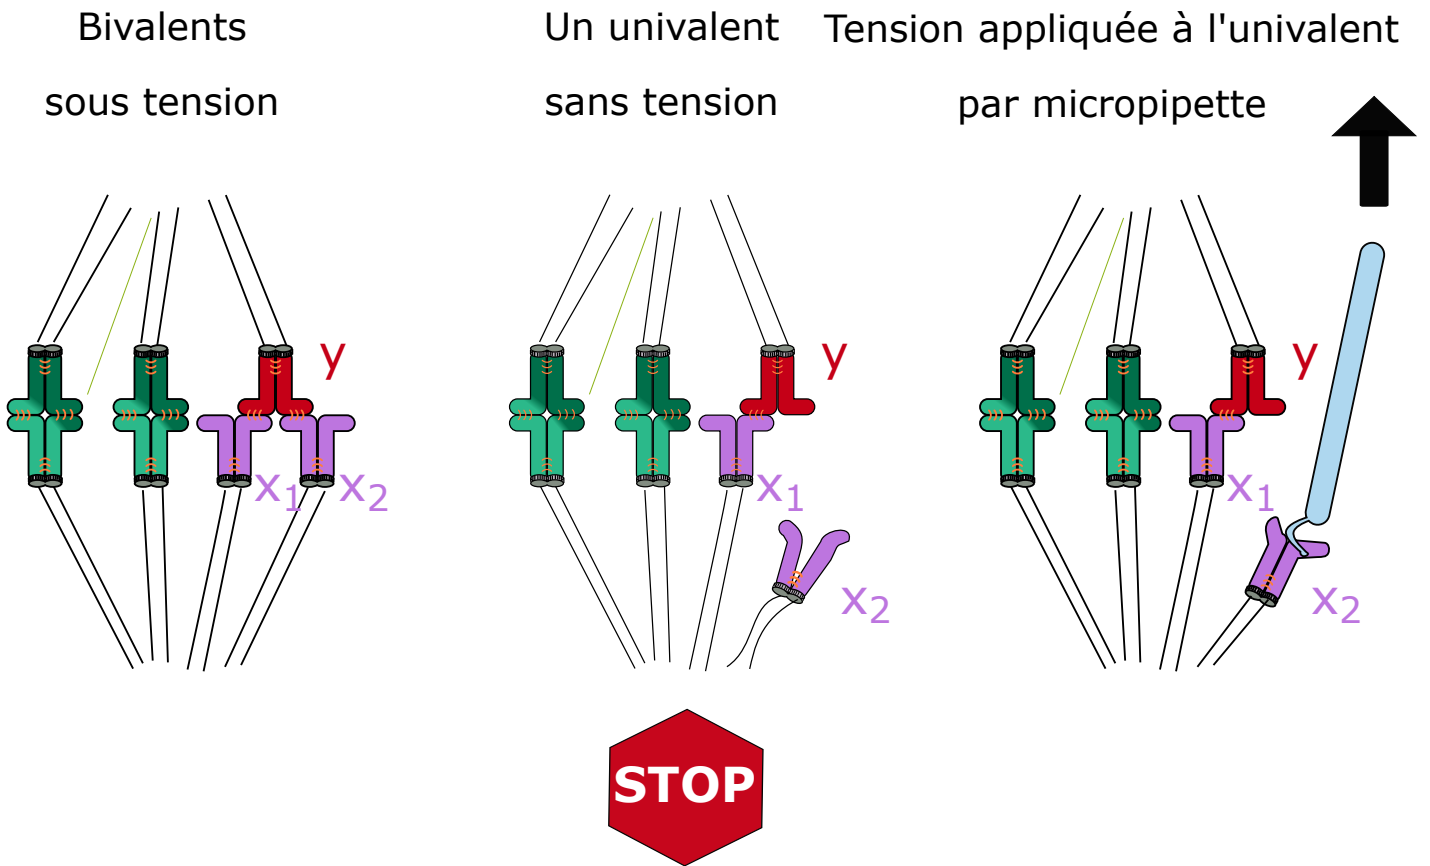 Bivalents
sous tension
Un univalent
sans tension
Tension appliquée à l'univalent
par micropipette
y
x1
x2
y
x1
x2
y
x1
x2
STOP